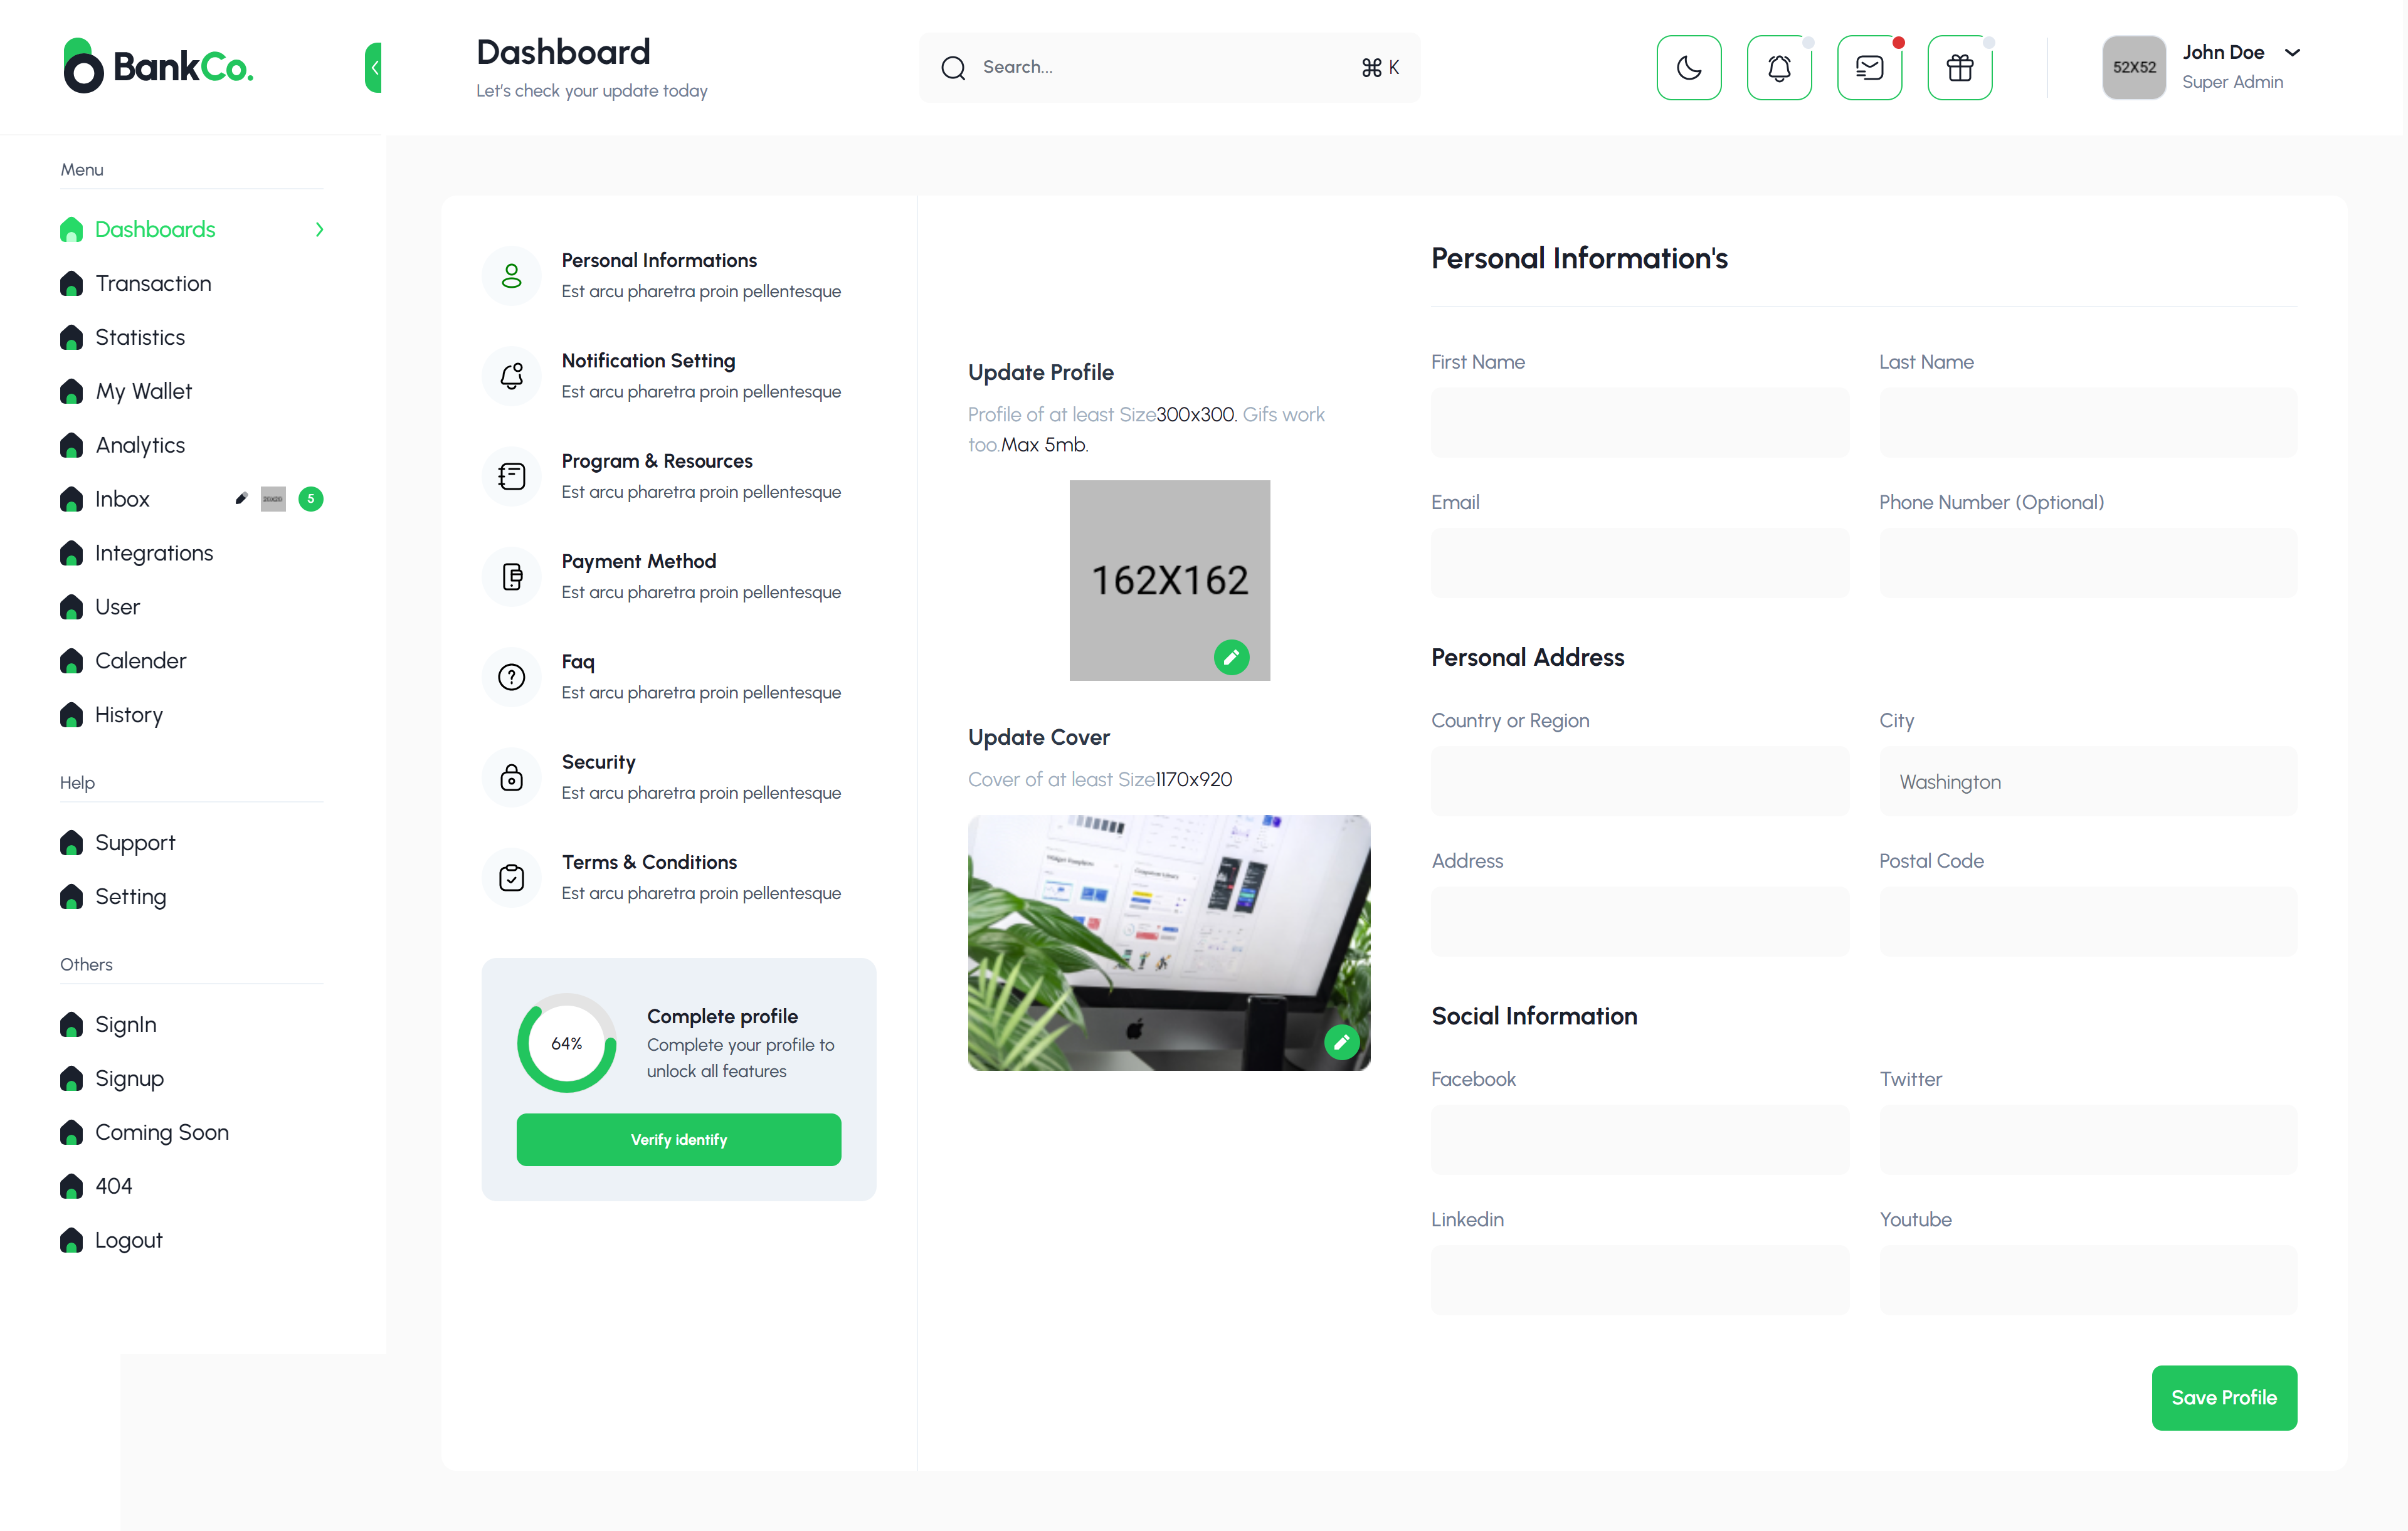 BankCo.
Dashboard
Let's check your update today
Search...
⌘ K
52X52
John Doe
Super Admin
Menu
Dashboards
Transaction
Statistics
My Wallet
Analytics
Inbox
20X20
5
Integrations
User
Calender
History
Help
Support
Setting
Others
SignIn
Signup
Coming Soon
404
Logout
Personal Informations
Est arcu pharetra proin pellentesque
Notification Setting
Est arcu pharetra proin pellentesque
Program & Resources
Est arcu pharetra proin pellentesque
Payment Method
Est arcu pharetra proin pellentesque
Faq
Est arcu pharetra proin pellentesque
Security
Est arcu pharetra proin pellentesque
Terms & Conditions
Est arcu pharetra proin pellentesque
64%
Complete profile
Complete your profile to
unlock all features
Verify identify
Update Profile
Profile of at least Size300x300. Gifs work
too.Max 5mb.
162X162
Update Cover
Cover of at least Size1170x920
Personal Information's
First Name
Last Name
Email
Phone Number (Optional)
Personal Address
Country or Region
City
Washington
Address
Postal Code
Social Information
Facebook
Twitter
Linkedin
Youtube
Save Profile